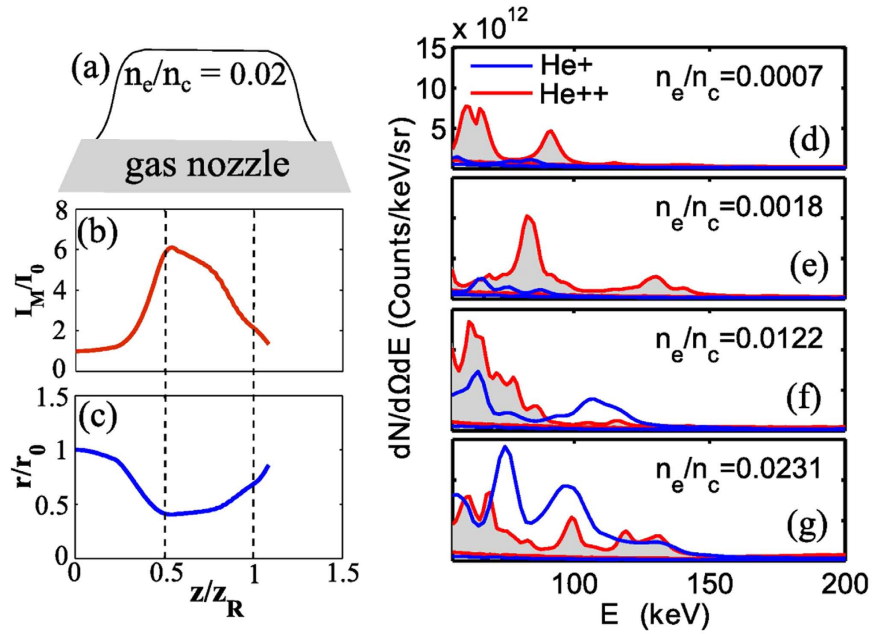 (a)
n_e/n_c = 0.02
gas nozzle
(b)
I_M/I_0
8
6
4
2
0
(c)
r/r_0
1.5
1
0.5
0
0 0.5 1 1.5
z/z_R
x 10^12
15
10
5
dN/dΩdE (Counts/keV/sr)
He+
He++
n_e/n_c=0.0007
(d)
n_e/n_c=0.0018
(e)
n_e/n_c=0.0122
(f)
n_e/n_c=0.0231
(g)
100 150 200
E (keV)